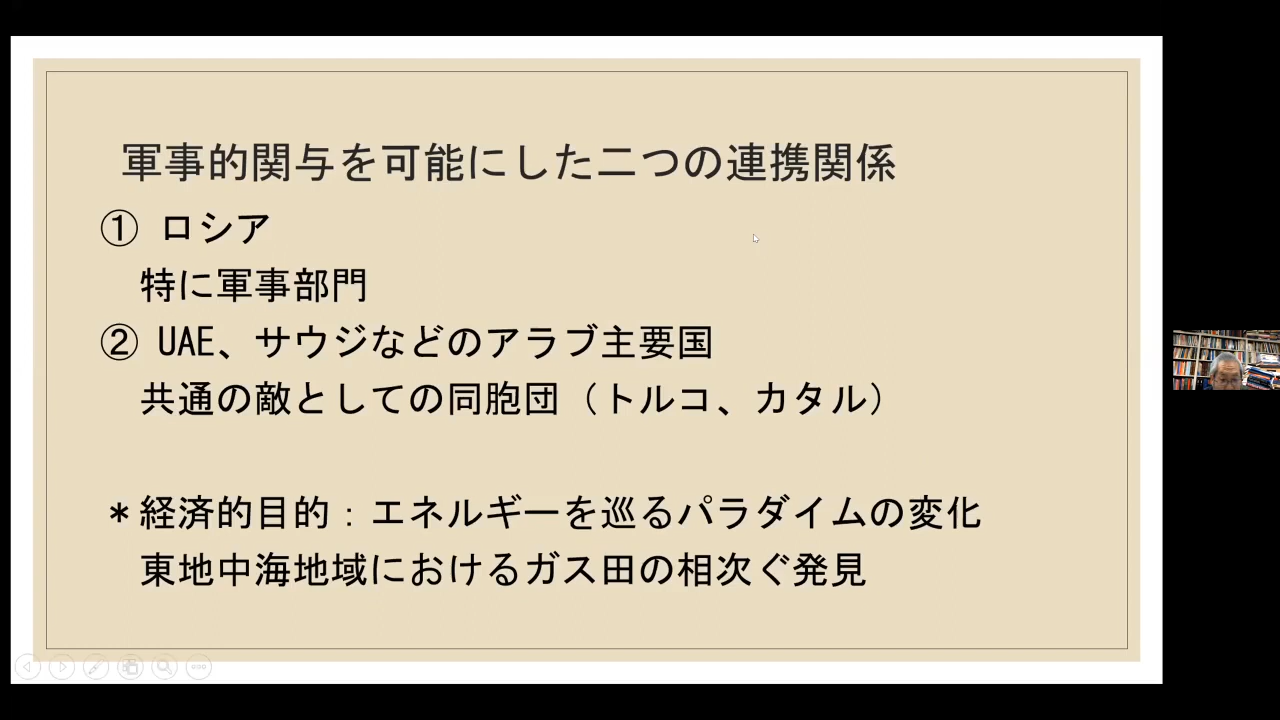 軍事的関与を可能にした二つの連携関係
① ロシア
特に軍事部門
② UAE、サウジなどのアラブ主要国
共通の敵としての同胞団（トルコ、カタル）
＊経済的目的：エネルギーを巡るパラダイムの変化
東地中海地域におけるガス田の相次ぐ発見